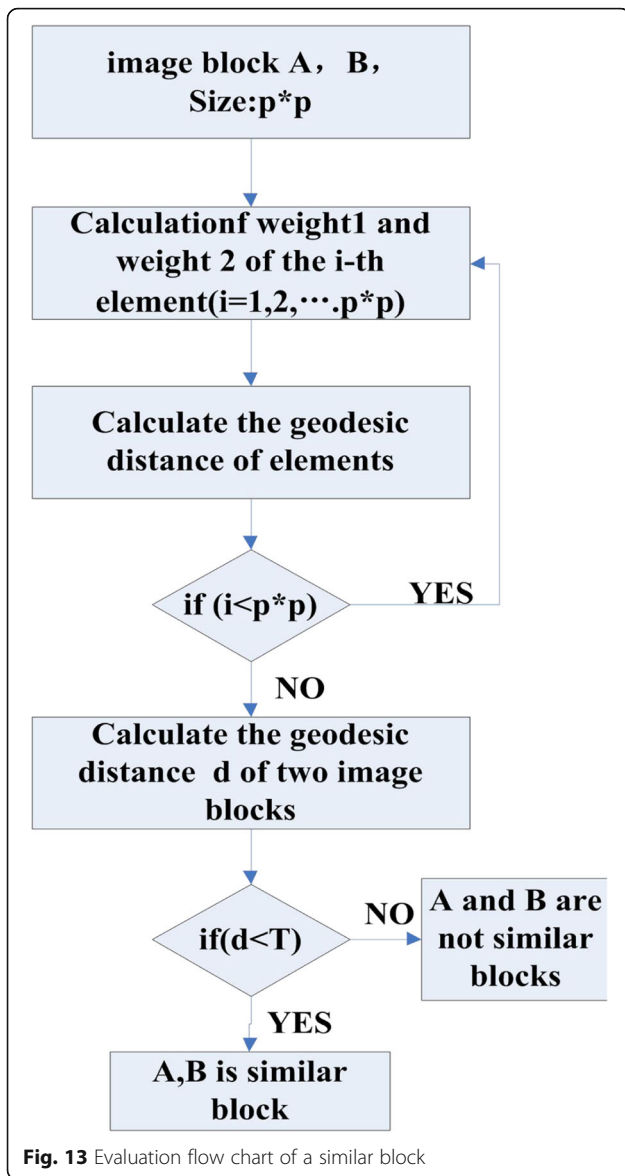 image block A，B，
Size:p*p
Calculationf weight1 and
weight 2 of the i-th
element(i=1,2,….p*p)
Calculate the geodesic
distance of elements
if (i<p*p)
YES
NO
Calculate the geodesic
distance d of two image
blocks
if(d<T)
NO
A and B are
not similar
blocks
YES
A,B is similar
block
Fig. 13 Evaluation flow chart of a similar block